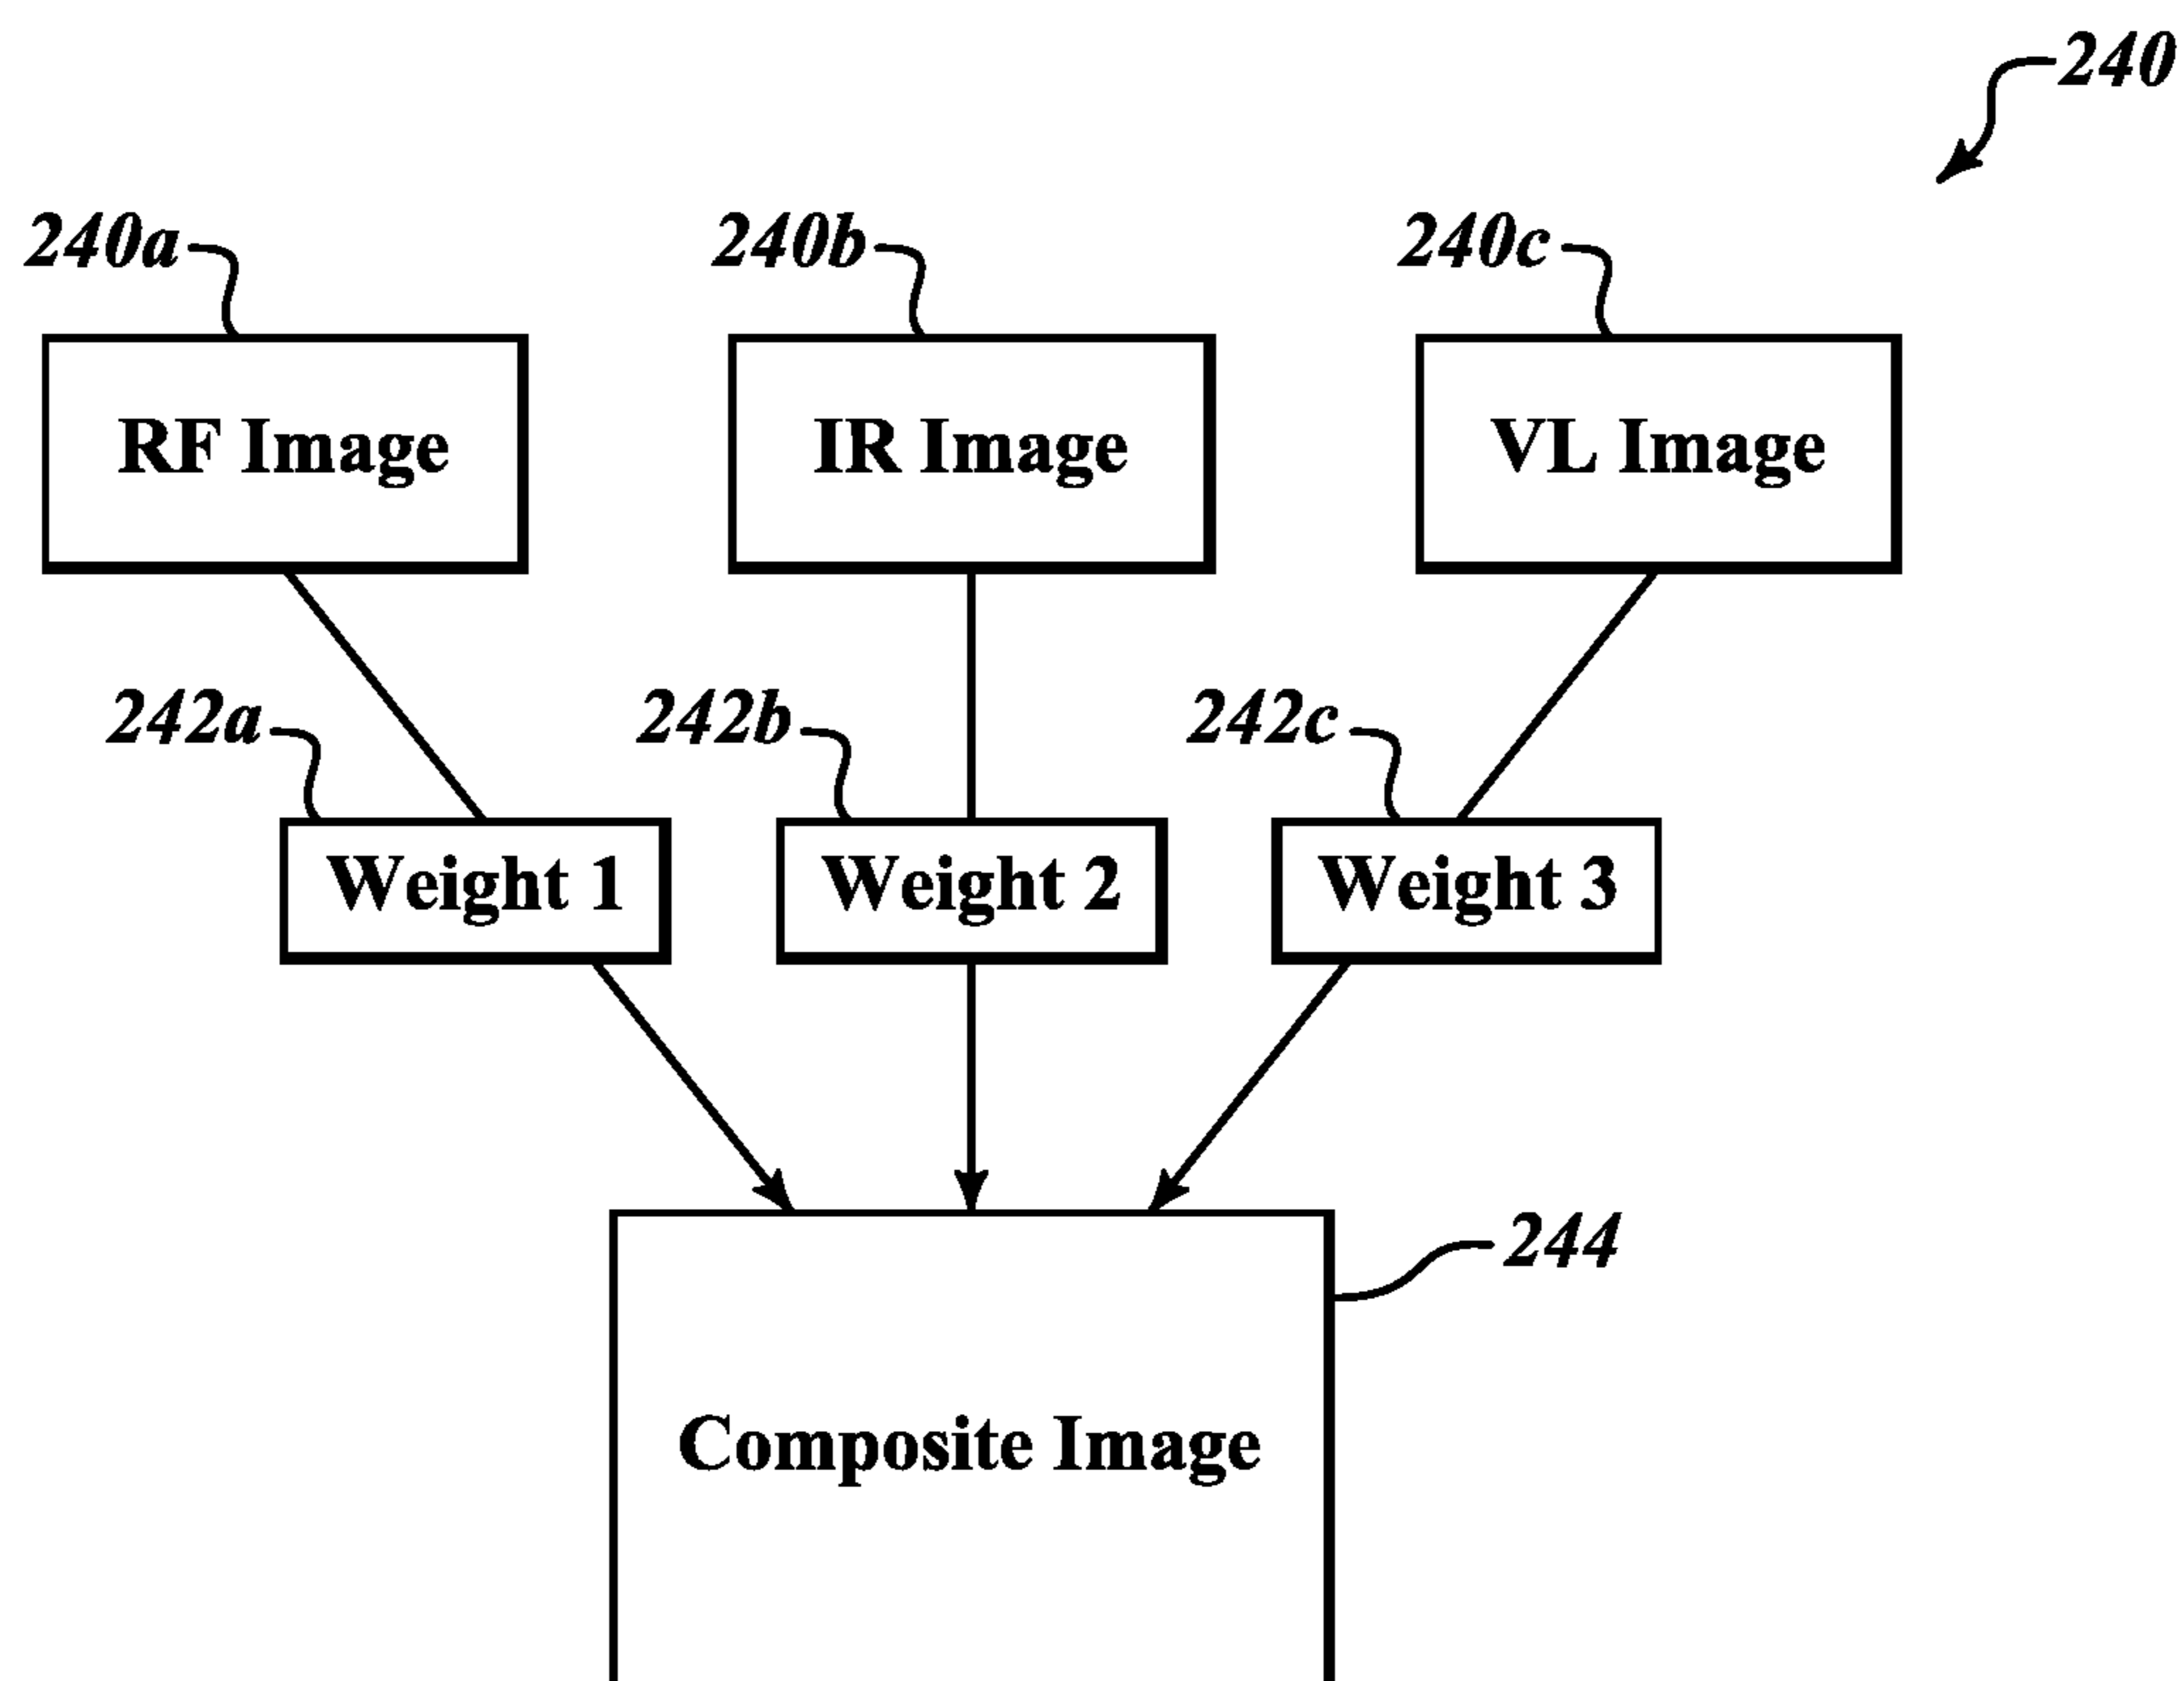 240
240a 240b 240c
RF Image IR Image VL Image
242a 242b 242c
Weight 1 Weight 2 Weight 3
244
Composite Image